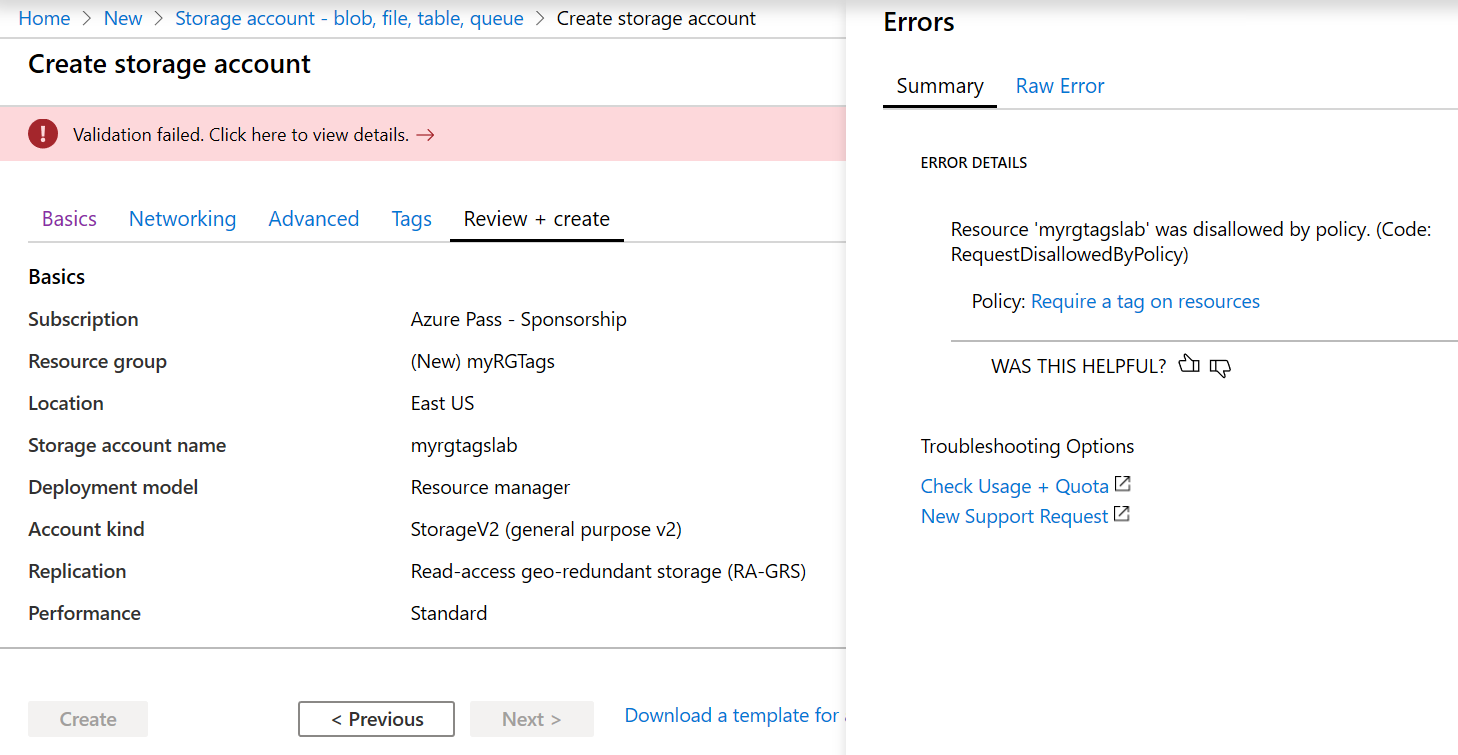 Home > New > Storage account - blob, file, table, queue > Create storage account
Create storage account
! Validation failed. Click here to view details. →
Basics Networking Advanced Tags Review + create
Basics
Subscription Azure Pass - Sponsorship
Resource group (New) myRGTags
Location East US
Storage account name myrgtagslab
Deployment model Resource manager
Account kind StorageV2 (general purpose v2)
Replication Read-access geo-redundant storage (RA-GRS)
Performance Standard
Create < Previous Next > Download a template for
Errors
Summary Raw Error
ERROR DETAILS
Resource 'myrgtagslab' was disallowed by policy. (Code:
RequestDisallowedByPolicy)
Policy: Require a tag on resources
WAS THIS HELPFUL?
Troubleshooting Options
Check Usage + Quota
New Support Request